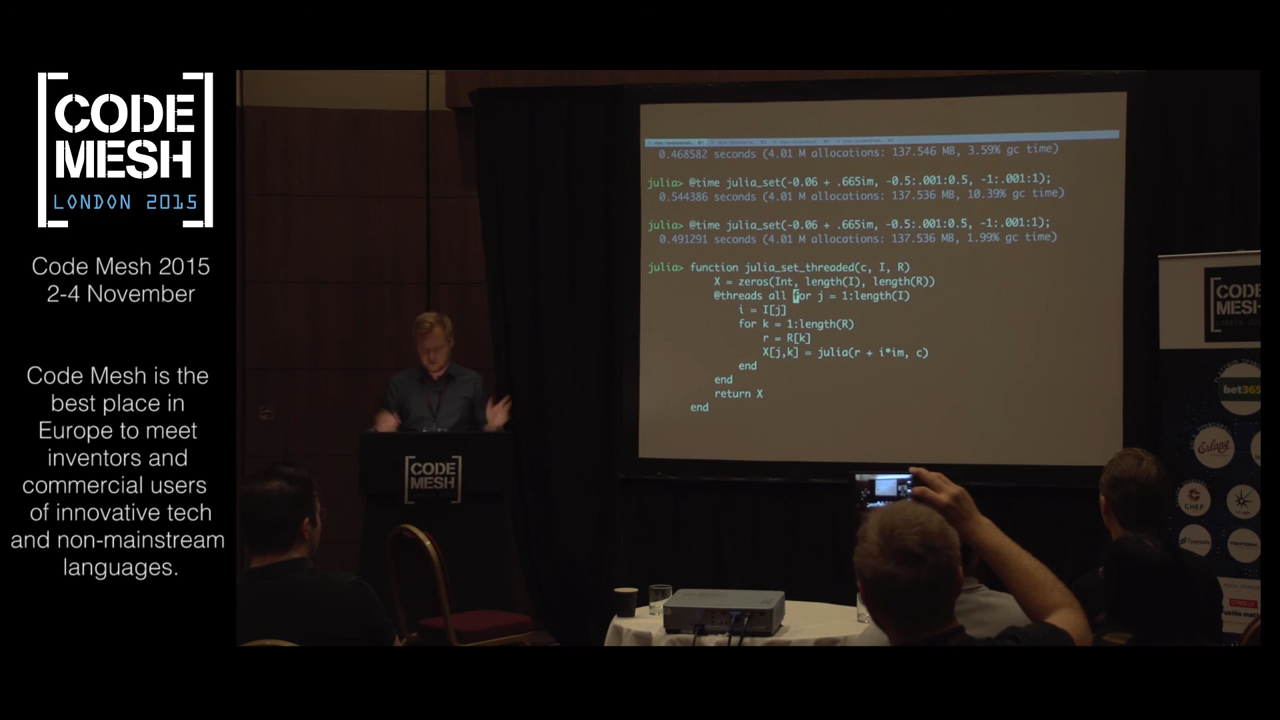 CODE
MESH
LONDON 2015
Code Mesh 2015
2-4 November
Code Mesh is the
best place in
Europe to meet
inventors and
commercial users
of innovative tech
and non-mainstream
languages.
0.468582 seconds (4.01 M allocations: 137.546 MB, 3.59% gc time)
julia> @time julia_set(-0.06 + .665im, -0.5:.001:0.5, -1:.001:1);
0.544386 seconds (4.01 M allocations: 137.536 MB, 10.39% gc time)
julia> @time julia_set(-0.06 + .665im, -0.5:.001:0.5, -1:.001:1);
0.491291 seconds (4.01 M allocations: 137.536 MB, 1.99% gc time)
julia> function julia_set_threaded(c, I, R)
X = zeros(Int, length(I), length(R))
@threads all for j = 1:length(I)
i = I[j]
for k = 1:length(R)
r = R[k]
X[j,k] = julia(r + i*im, c)
end
end
return X
end
CODE
MESH
COD
MES
bet365
Erlang
CHEF
CODE
MESH